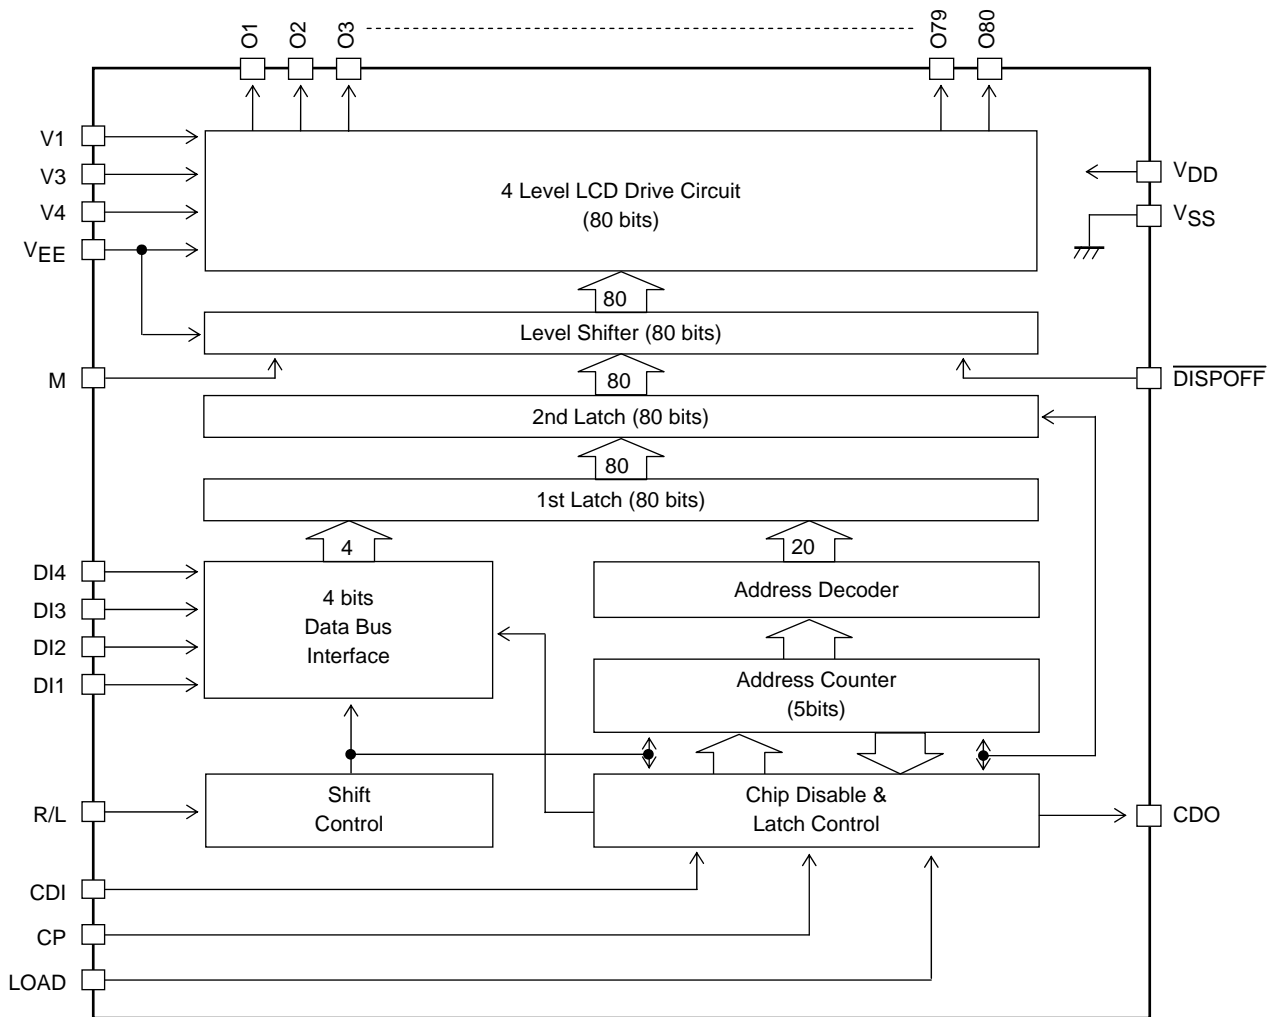 O1
O2
O3
O79
O80
V1
V3
V4
VEE
4 Level LCD Drive Circuit
(80 bits)
VDD
VSS
80
Level Shifter (80 bits)
M
80
DISPOFF
2nd Latch (80 bits)
80
1st Latch (80 bits)
4
20
DI4
DI3
DI2
DI1
4 bits
Data Bus
Interface
Address Decoder
Address Counter
(5bits)
R/L
Shift
Control
Chip Disable &
Latch Control
CDO
CDI
CP
LOAD